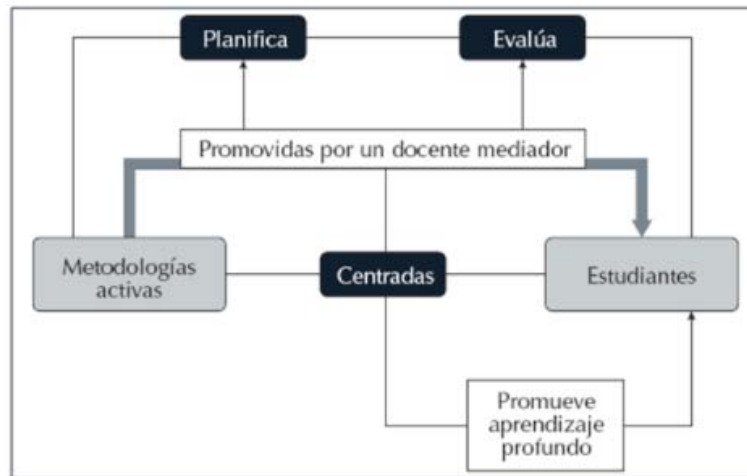 Planifica
Evalúa
Promovidas por un docente mediador
Metodologías
activas
Centradas
Estudiantes
Promueve
aprendizaje
profundo